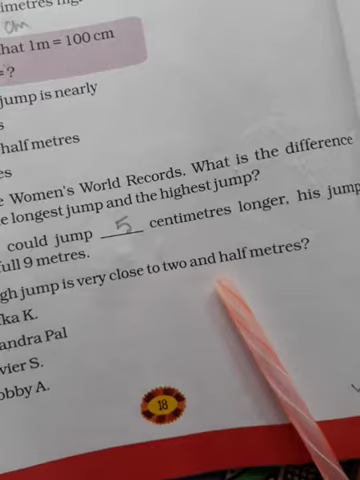 imetres hig
cm
hat 1m = 100 cm
= ?
jump is nearly
s
half metres
es
e Women's World Records. What is the difference
e longest jump and the highest jump?
could jump 5 centimetres longer, his jump
full 9 metres.
gh jump is very close to two and half metres?
ka K.
andra Pal
vier S.
obby A.
18